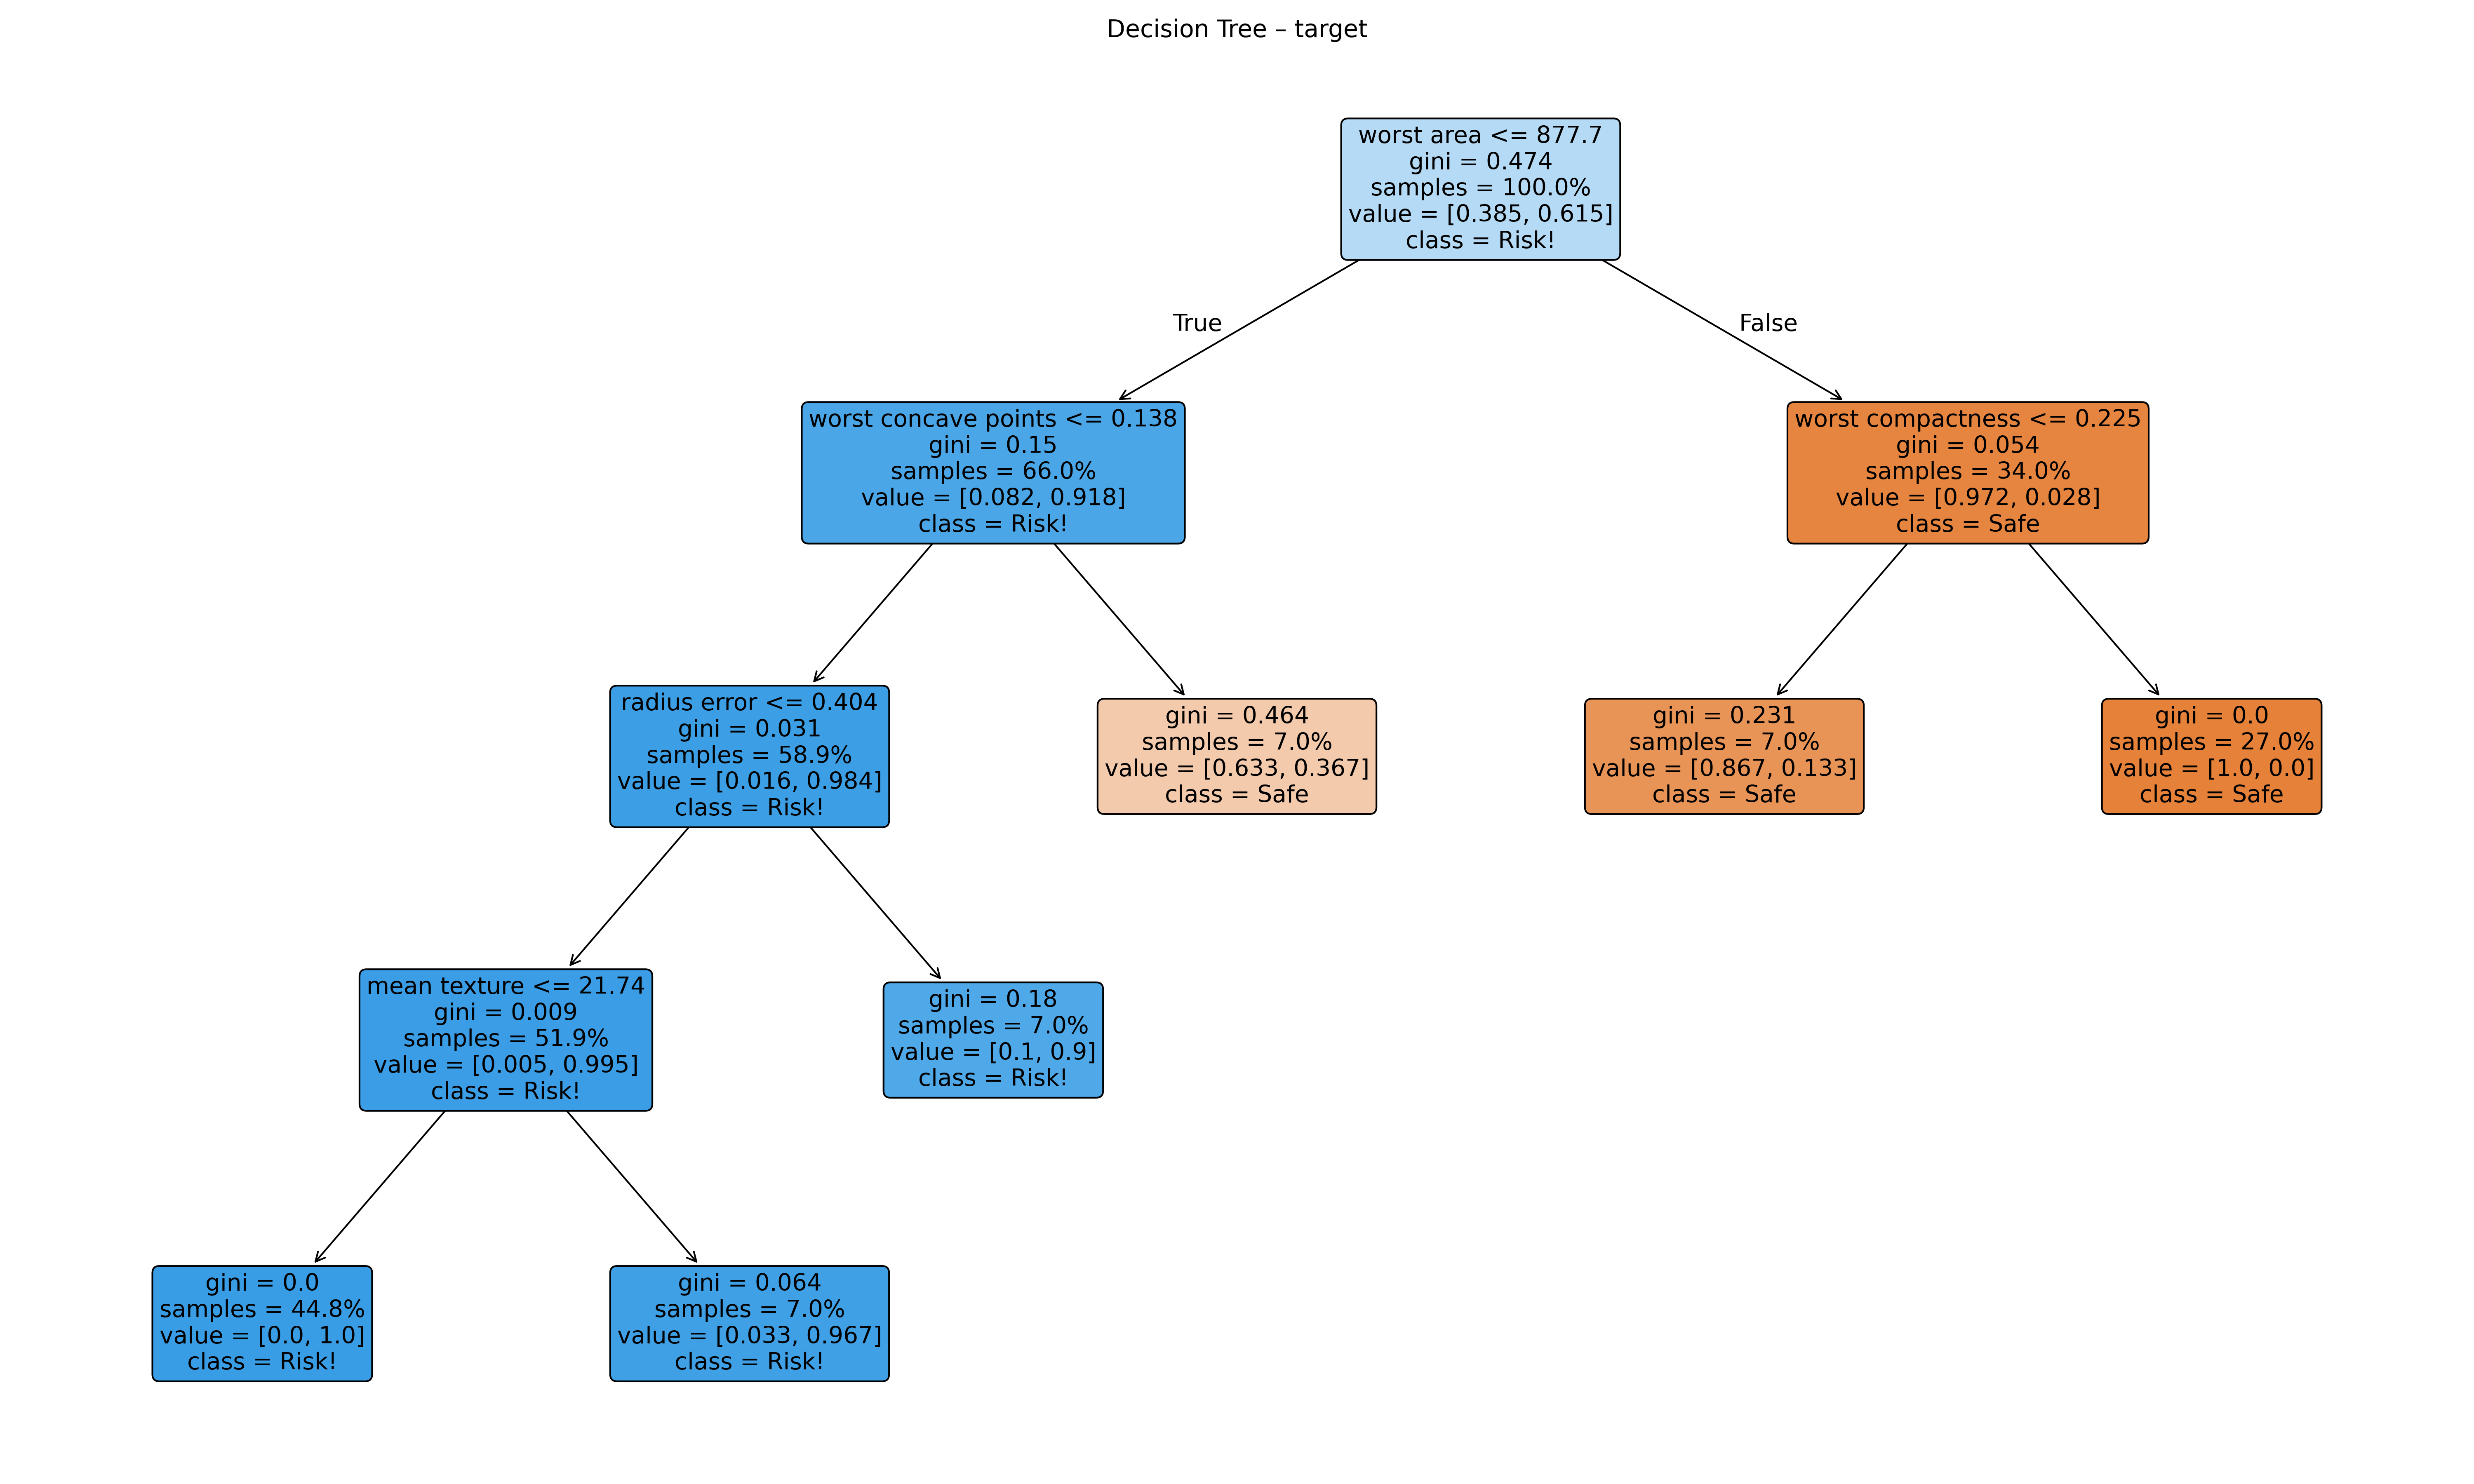 Decision Tree – target
worst area <= 877.7
gini = 0.474
samples = 100.0%
value = [0.385, 0.615]
class = Risk!
True
False
worst concave points <= 0.138
gini = 0.15
samples = 66.0%
value = [0.082, 0.918]
class = Risk!
worst compactness <= 0.225
gini = 0.054
samples = 34.0%
value = [0.972, 0.028]
class = Safe
radius error <= 0.404
gini = 0.031
samples = 58.9%
value = [0.016, 0.984]
class = Risk!
gini = 0.464
samples = 7.0%
value = [0.633, 0.367]
class = Safe
gini = 0.231
samples = 7.0%
value = [0.867, 0.133]
class = Safe
gini = 0.0
samples = 27.0%
value = [1.0, 0.0]
class = Safe
mean texture <= 21.74
gini = 0.009
samples = 51.9%
value = [0.005, 0.995]
class = Risk!
gini = 0.18
samples = 7.0%
value = [0.1, 0.9]
class = Risk!
gini = 0.0
samples = 44.8%
value = [0.0, 1.0]
class = Risk!
gini = 0.064
samples = 7.0%
value = [0.033, 0.967]
class = Risk!